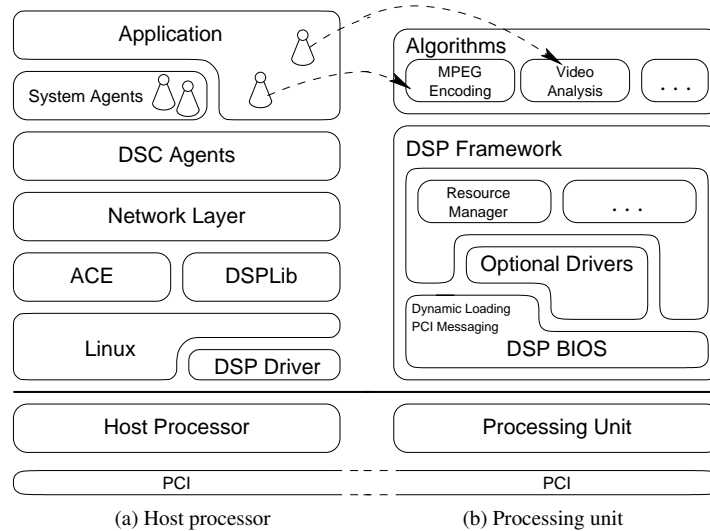 Application
System Agents
DSC Agents
Network Layer
ACE
DSPLib
Linux
DSP Driver
Host Processor
PCI
(a) Host processor
Algorithms
MPEG
Encoding
Video
Analysis
. . .
DSP Framework
Resource
Manager
. . .
Optional Drivers
Dynamic Loading
PCI Messaging
DSP BIOS
Processing Unit
PCI
(b) Processing unit